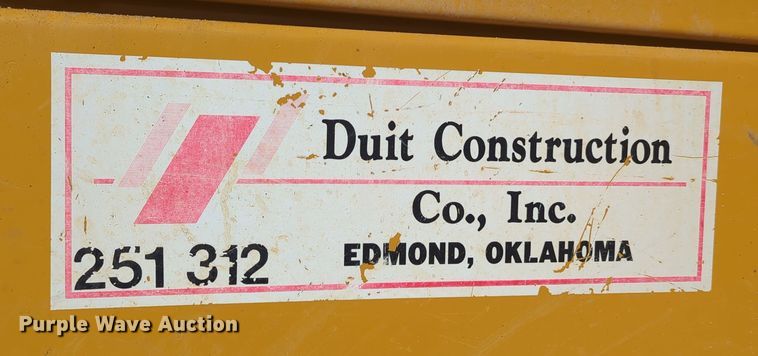 Duit Construction
Co., Inc.
EDMOND, OKLAHOMA
251 312
Purple Wave Auction